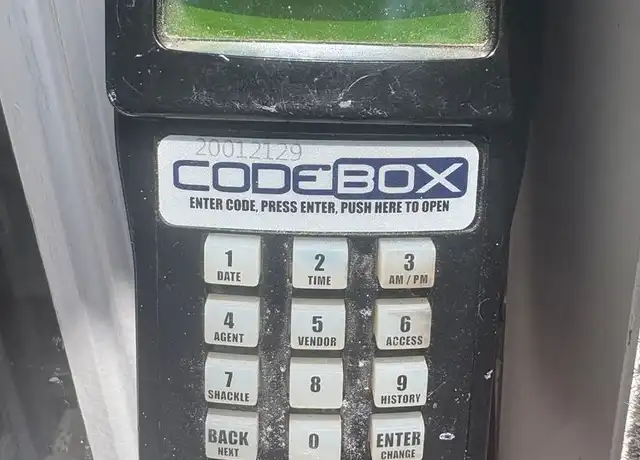 20012129
CODEBOX
ENTER CODE, PRESS ENTER, PUSH HERE TO OPEN
1 2 3
DATE TIME AM / PM
4 5 6
AGENT VENDOR ACCESS
7 8 9
SHACKLE HISTORY
BACK 0 ENTER
NEXT CHANGE